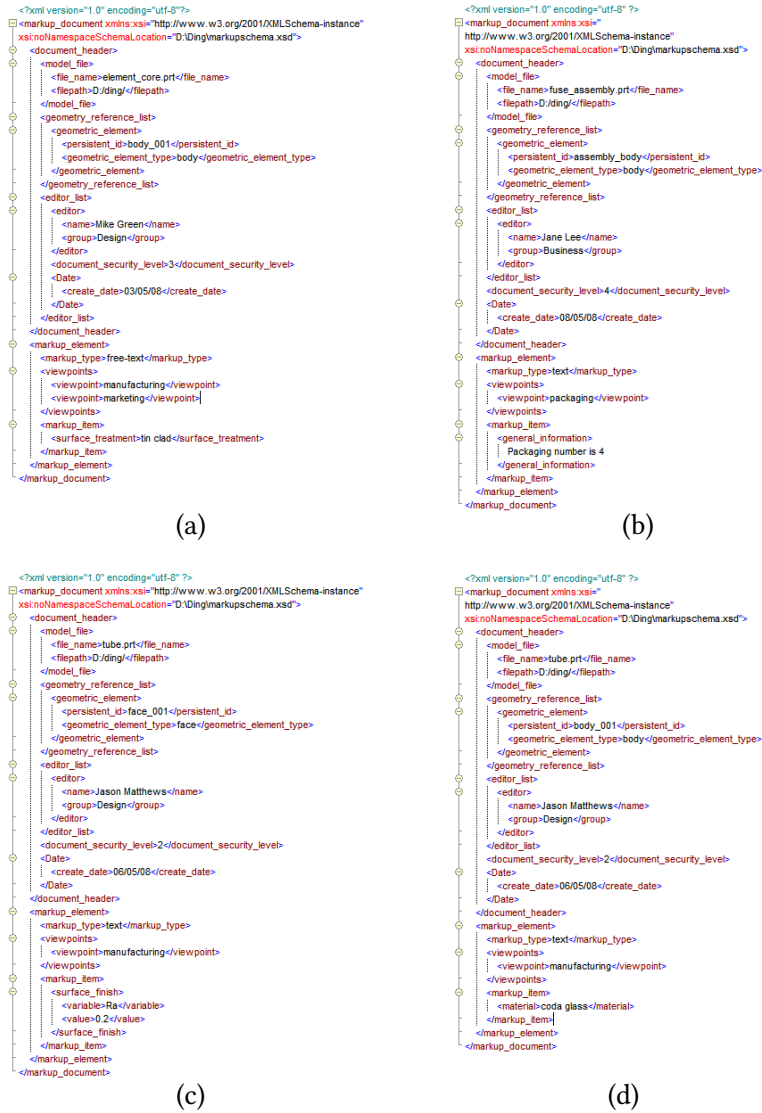 <?xml version="1.0" encoding="utf-8"?>
<markup_document xmlns:xsi="http://www.w3.org/2001/XMLSchema-instance"
xsi:noNamespaceSchemaLocation="D:\Ding\markupschema.xsd">
<document_header>
<model_file>
<file_name>element_core.prt</file_name>
<filepath>D:/ding/</filepath>
</model_file>
<geometry_reference_list>
<geometric_element>
<persistent_id>body_001</persistent_id>
<geometric_element_type>body</geometric_element_type>
</geometric_element>
</geometry_reference_list>
<editor_list>
<editor>
<name>Mike Green</name>
<group>Design</group>
</editor>
<document_security_level>3</document_security_level>
<Date>
<create_date>03/05/08</create_date>
</Date>
</editor_list>
</document_header>
<markup_element>
<markup_type>free-text</markup_type>
<viewpoints>
<viewpoint>manufacturing</viewpoint>
<viewpoint>marketing</viewpoint>
</viewpoints>
<markup_item>
<surface_treatment>tin clad</surface_treatment>
</markup_item>
</markup_element>
</markup_document>
(a)
<?xml version="1.0" encoding="utf-8" ?>
<markup_document xmlns:xsi="
http://www.w3.org/2001/XMLSchema-instance"
xsi:noNamespaceSchemaLocation="D:\Ding\markupschema.xsd">
<document_header>
<model_file>
<file_name>fuse_assembly.prt</file_name>
<filepath>D:/ding/</filepath>
</model_file>
<geometry_reference_list>
<geometric_element>
<persistent_id>assembly_body</persistent_id>
<geometric_element_type>body</geometric_element_type>
</geometric_element>
</geometry_reference_list>
<editor_list>
<editor>
<name>Jane Lee</name>
<group>Business</group>
</editor>
</editor_list>
<document_security_level>4</document_security_level>
<Date>
<create_date>08/05/08</create_date>
</Date>
</document_header>
<markup_element>
<markup_type>text</markup_type>
<viewpoints>
<viewpoint>packaging</viewpoint>
</viewpoints>
<markup_item>
<general_information>
Packaging number is 4
</general_information>
</markup_item>
</markup_element>
</markup_document>
(b)
<?xml version="1.0" encoding="utf-8" ?>
<markup_document xmlns:xsi="http://www.w3.org/2001/XMLSchema-instance"
xsi:noNamespaceSchemaLocation="D:\Ding\markupschema.xsd">
<document_header>
<model_file>
<file_name>tube.prt</file_name>
<filepath>D:/ding/</filepath>
</model_file>
<geometry_reference_list>
<geometric_element>
<persistent_id>face_001</persistent_id>
<geometric_element_type>face</geometric_element_type>
</geometric_element>
</geometry_reference_list>
<editor_list>
<editor>
<name>Jason Matthews</name>
<group>Design</group>
</editor>
</editor_list>
<document_security_level>2</document_security_level>
<Date>
<create_date>06/05/08</create_date>
</Date>
</document_header>
<markup_element>
<markup_type>text</markup_type>
<viewpoints>
<viewpoint>manufacturing</viewpoint>
</viewpoints>
<markup_item>
<surface_finish>
<variable>Ra</variable>
<value>0.2</value>
</surface_finish>
</markup_item>
</markup_element>
</markup_document>
(c)
<?xml version="1.0" encoding="utf-8" ?>
<markup_document xmlns:xsi="
http://www.w3.org/2001/XMLSchema-instance"
xsi:noNamespaceSchemaLocation="D:\Ding\markupschema.xsd">
<document_header>
<model_file>
<file_name>tube.prt</file_name>
<filepath>D:/ding/</filepath>
</model_file>
<geometry_reference_list>
<geometric_element>
<persistent_id>body_001</persistent_id>
<geometric_element_type>body</geometric_element_type>
</geometric_element>
</geometry_reference_list>
<editor_list>
<editor>
<name>Jason Matthews</name>
<group>Design</group>
</editor>
</editor_list>
<document_security_level>2</document_security_level>
<Date>
<create_date>06/05/08</create_date>
</Date>
</document_header>
<markup_element>
<markup_type>text</markup_type>
<viewpoints>
<viewpoint>manufacturing</viewpoint>
</viewpoints>
<markup_item>
<material>coda glass</material>
</markup_item>
</markup_element>
</markup_document>
(d)